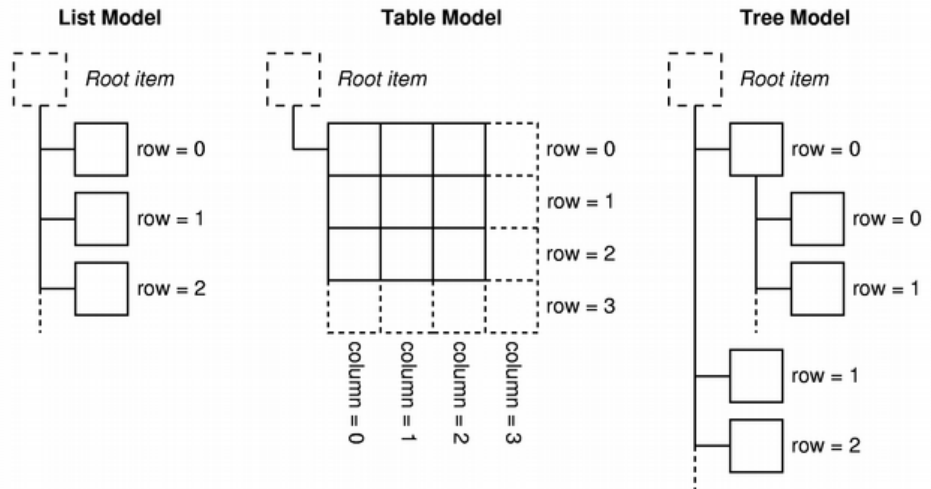 List Model
Root item
row = 0
row = 1
row = 2
Table Model
Root item
row = 0
row = 1
row = 2
row = 3
column = 0
column = 1
column = 2
column = 3
Tree Model
Root item
row = 0
row = 0
row = 1
row = 1
row = 2